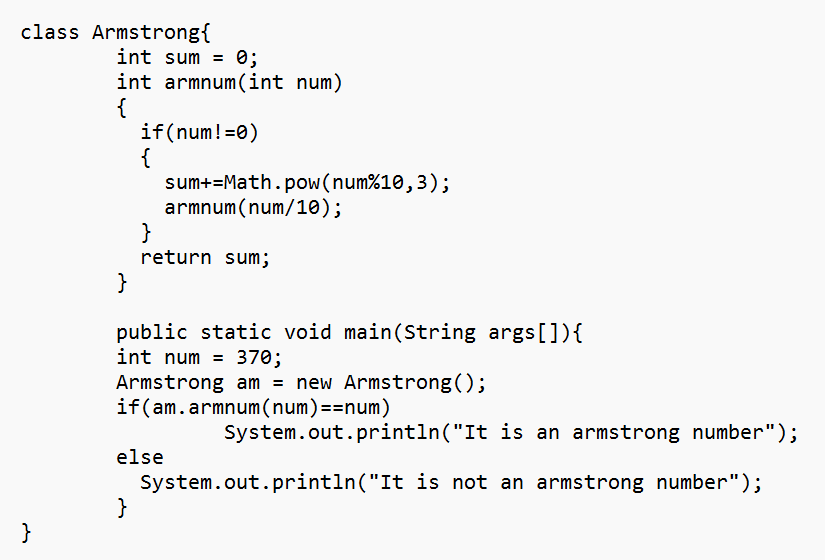 class Armstrong{
int sum = 0;
int armnum(int num)
{
if(num!=0)
{
sum+=Math.pow(num%10,3);
armnum(num/10);
}
return sum;
}
public static void main(String args[]){
int num = 370;
Armstrong am = new Armstrong();
if(am.armnum(num)==num)
System.out.println("It is an armstrong number");
else
System.out.println("It is not an armstrong number");
}
}